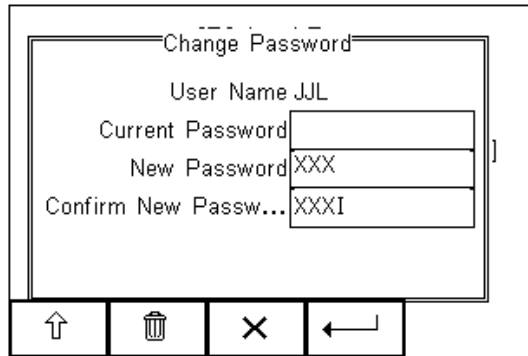 Change Password
User Name JJL
Current Password
New Password XXX
Confirm New Passw... XXXI